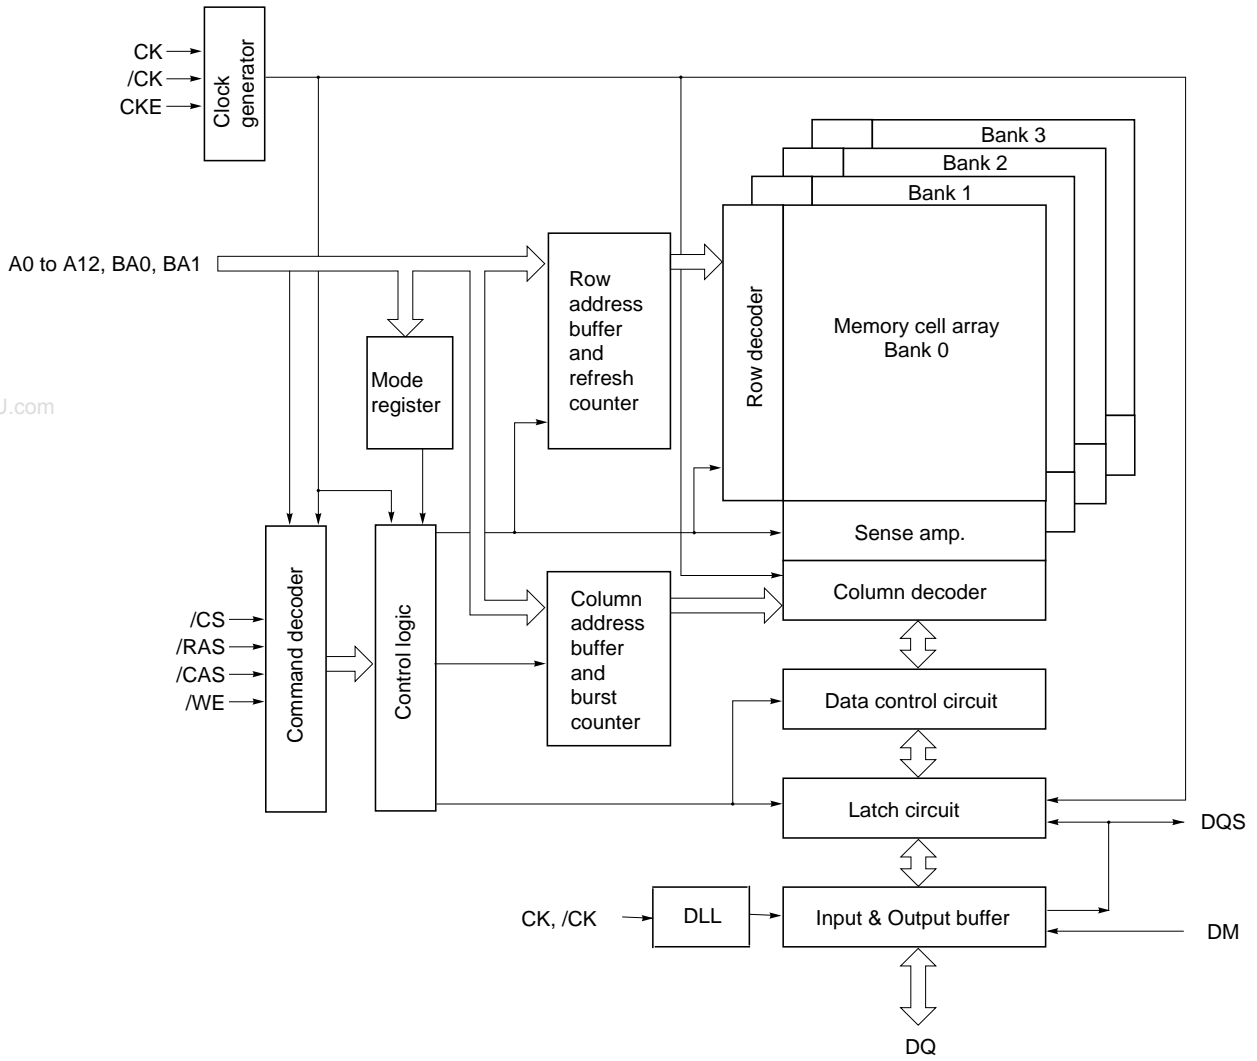 CK
/CK
CKE
Clock
generator
Bank 3
Bank 2
Bank 1
A0 to A12, BA0, BA1
Row
address
buffer
and
refresh
counter
Row decoder
Memory cell array
Bank 0
Mode
register
J.com
Sense amp.
Column decoder
/CS
/RAS
/CAS
/WE
Command decoder
Control logic
Column
address
buffer
and
burst
counter
Data control circuit
Latch circuit
DQS
CK, /CK
DLL
Input & Output buffer
DM
DQ